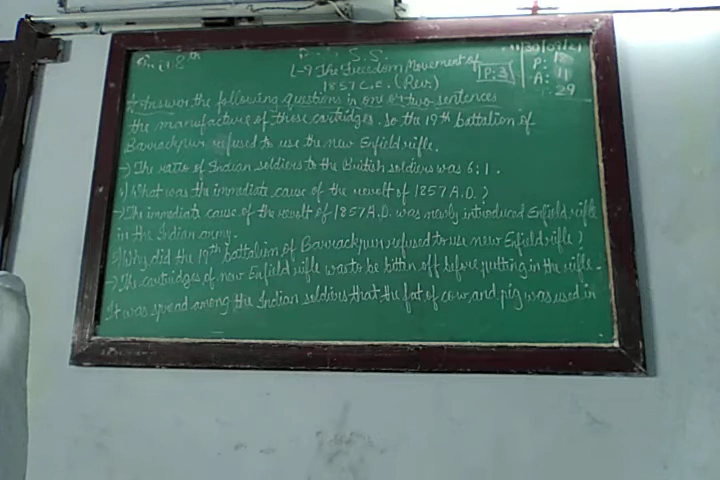 8th
S.S.
30/09/21
L-9 The Freedom Movement of
1857 C.E. (Rev.)
P:3
P:
A: 11
29
Answer the following questions in one or two sentences
the manufacture of these cartridges. So the 19th battalion of
Barrackpur refused to use the new Enfield rifle.
→ The ratio of Indian soldiers to the British soldiers was 6:1.
4) What was the immediate cause of the revolt of 1857 A.D.?
→ The immediate cause of the revolt of 1857 A.D. was newly introduced Enfield rifle
in the Indian army.
5) Why did the 19th battalion of Barrackpur refused to use new Enfield rifle?
→ The cartridges of new Enfield rifle was to be bitten off before putting in the rifle.
It was spread among the Indian soldiers that the fat of cow and pig was used in